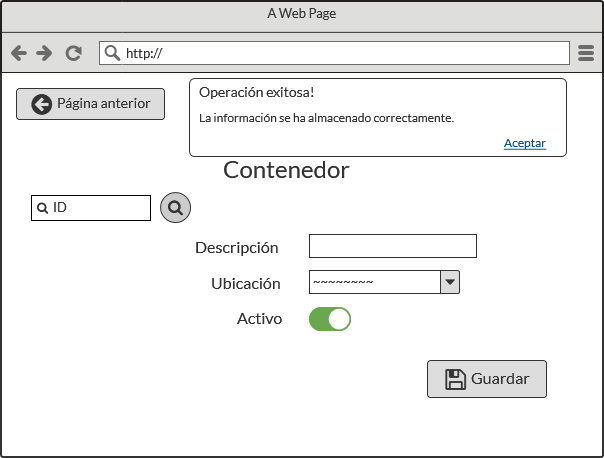 A Web Page
http://
Página anterior
Operación exitosa!
La información se ha almacenado correctamente.
Aceptar
Contenedor
ID
Descripción
Ubicación
~~~~~~~~
Activo
Guardar